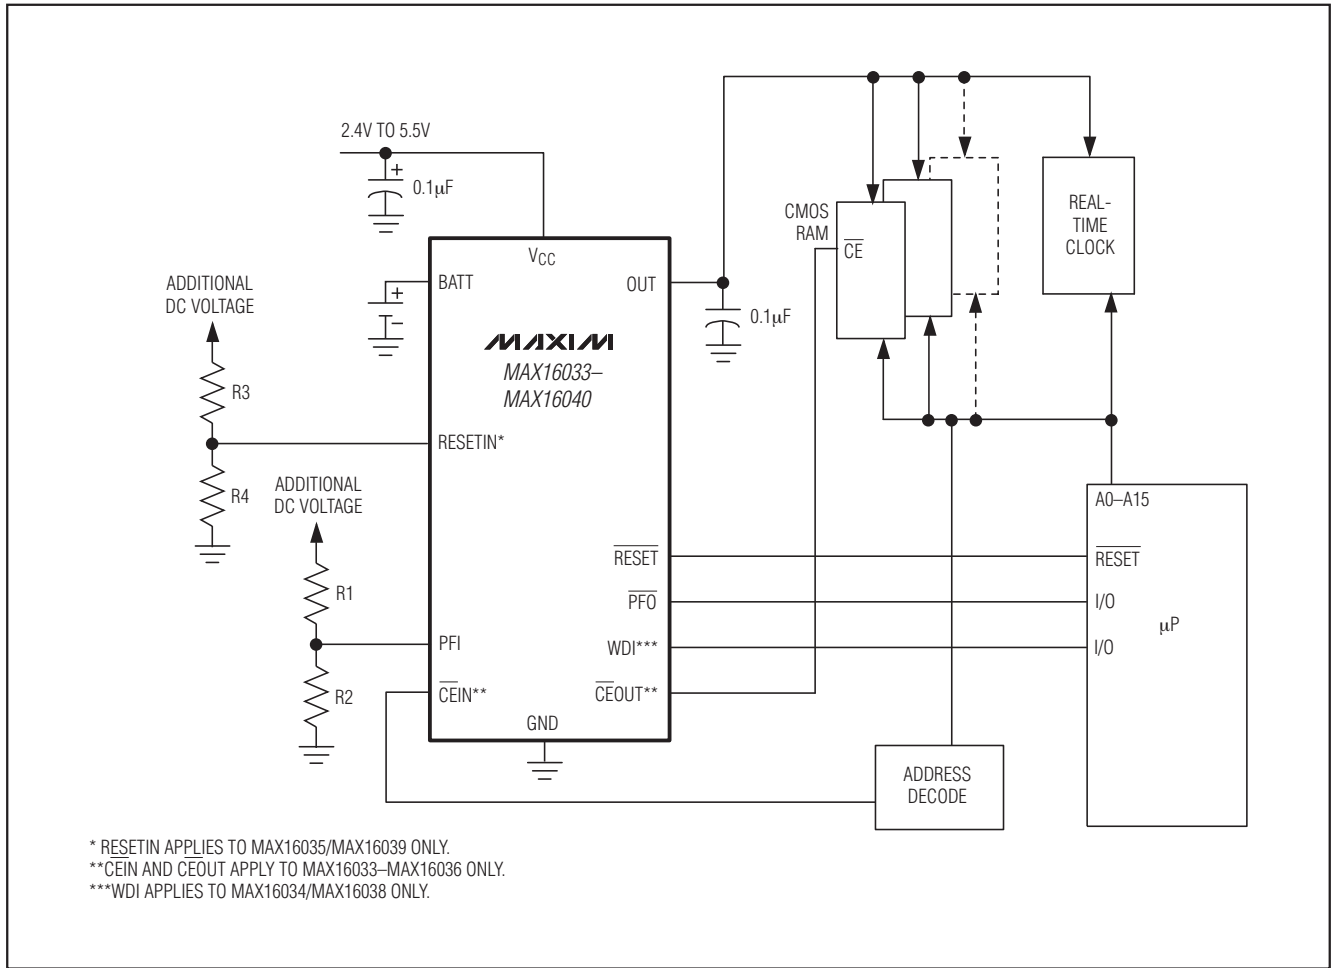 2.4V TO 5.5V
+
0.1µF
ADDITIONAL
DC VOLTAGE
R3
R4
ADDITIONAL
DC VOLTAGE
R1
R2
+
–
VCC
BATT
OUT
MAXIM
MAX16033–
MAX16040
RESETIN*
RESET
PFO
PFI
WDI***
CEIN**
CEOUT**
GND
0.1µF
CMOS
RAM
CE
REAL-
TIME
CLOCK
A0–A15
RESET
I/O
µP
I/O
ADDRESS
DECODE
* RESETIN APPLIES TO MAX16035/MAX16039 ONLY.
**CEIN AND CEOUT APPLY TO MAX16033–MAX16036 ONLY.
***WDI APPLIES TO MAX16034/MAX16038 ONLY.